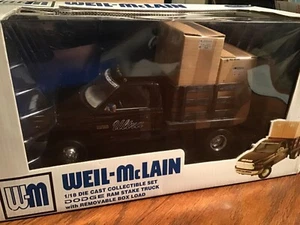 WM
WEIL-McLAIN
1/18 DIE CAST COLLECTIBLE SET
DODGE RAM STAKE TRUCK
with REMOVABLE BOX LOAD